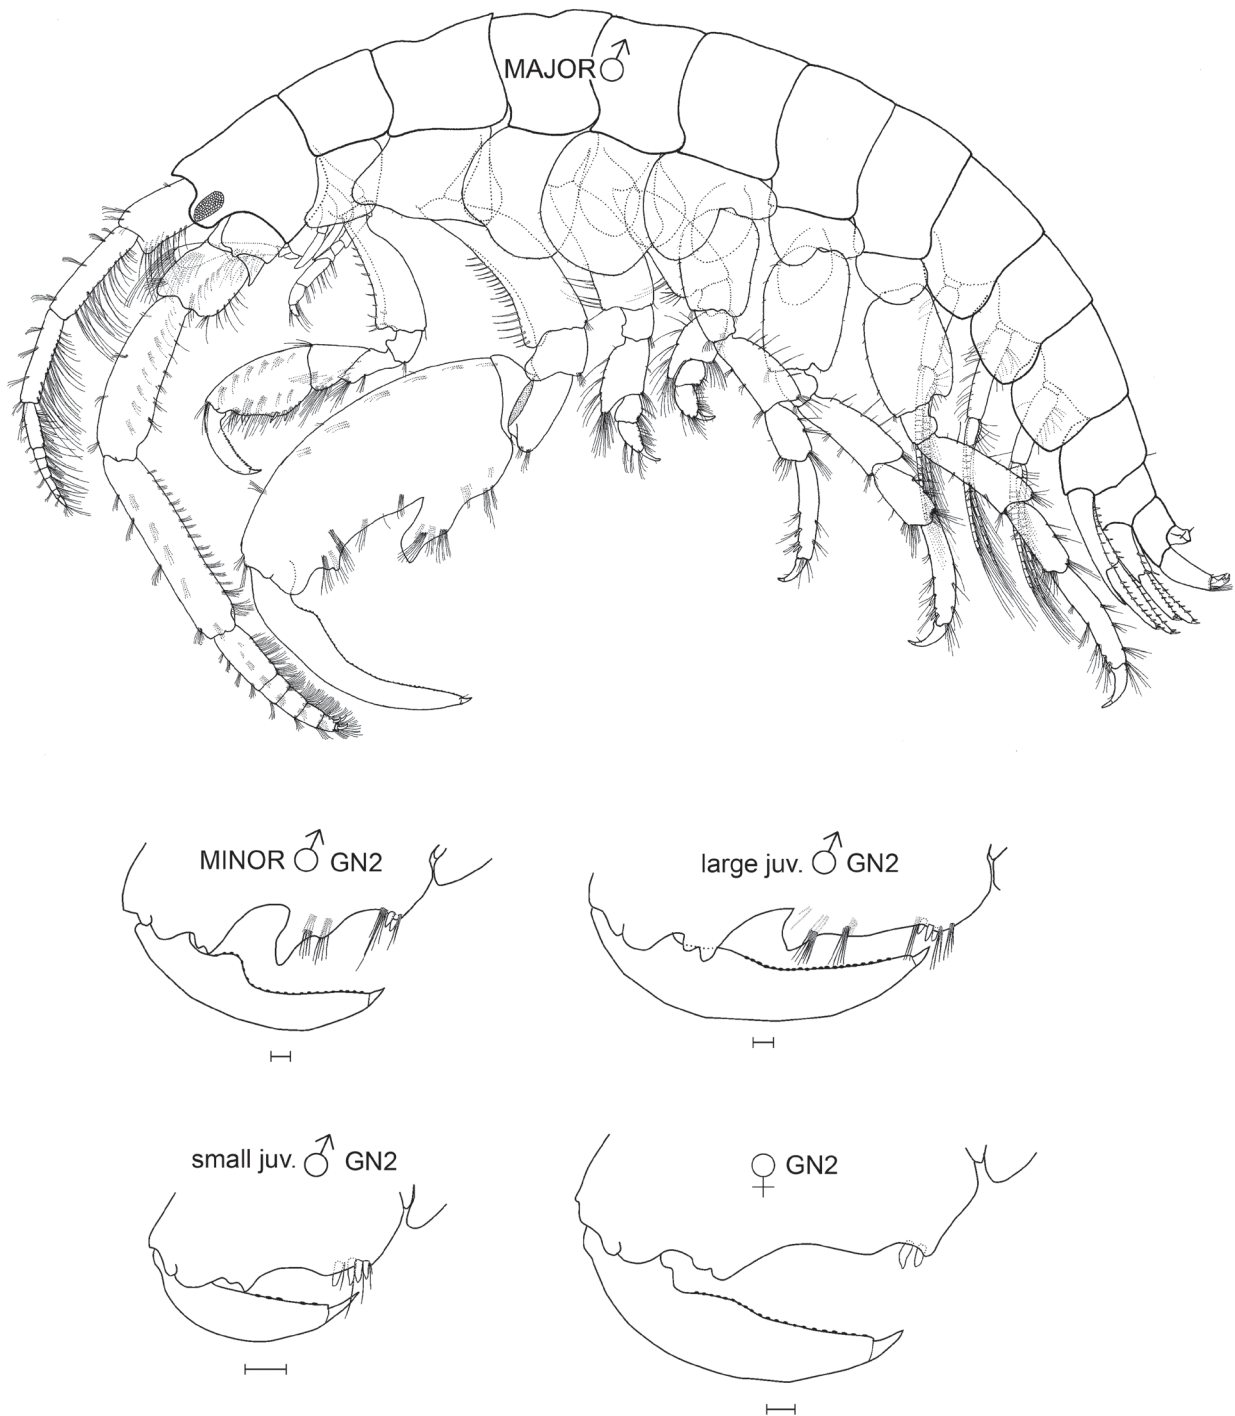 MAJOR ♂
MINOR ♂ GN2
large juv. ♂ GN2
small juv. ♂ GN2
♀ GN2